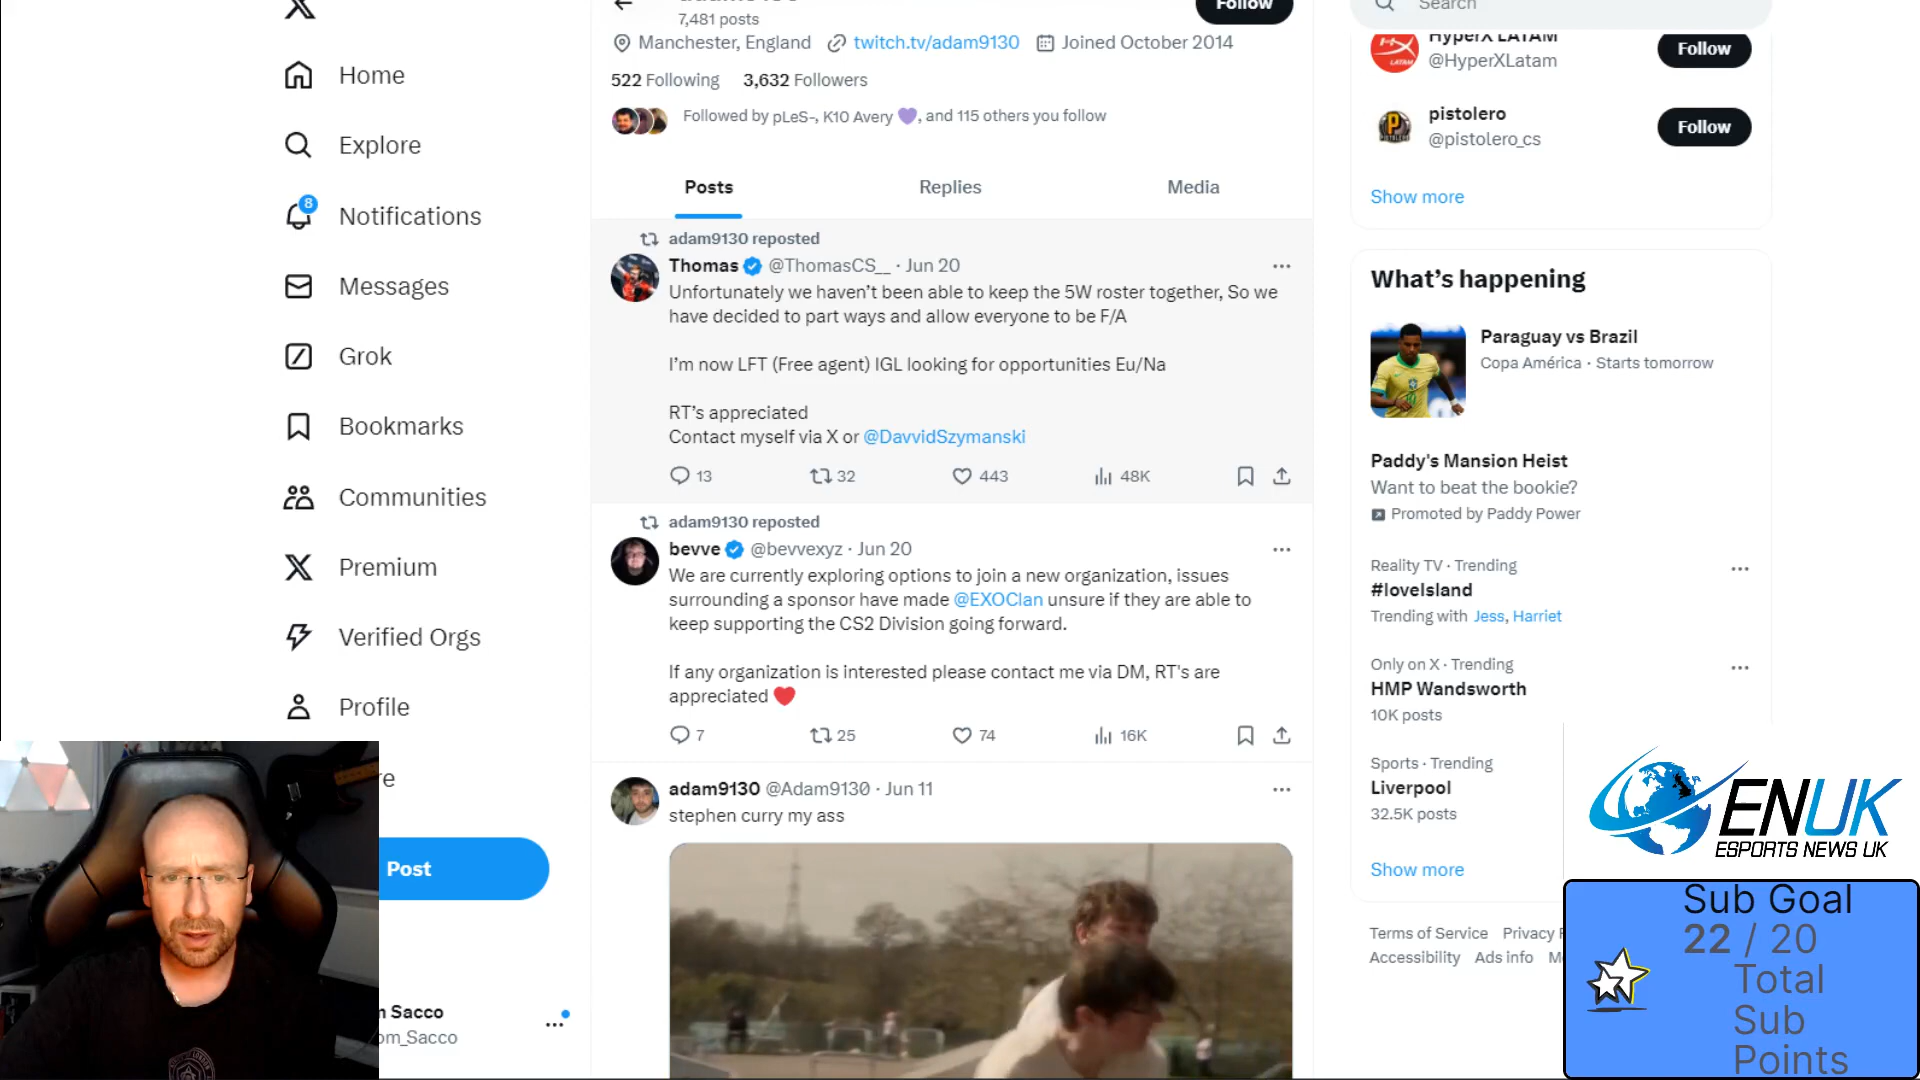 7,481 posts
Follow
Search
Manchester, England twitch.tv/adam9130 Joined October 2014
522 Following 3,632 Followers
Followed by pLeS-, K10 Avery 💜, and 115 others you follow
Posts Replies Media
Home
Explore
8
Notifications
Messages
Grok
Bookmarks
Communities
Premium
Verified Orgs
Profile
re
Post
n Sacco
om_Sacco
adam9130 reposted
Thomas @ThomasCS__ · Jun 20
Unfortunately we haven't been able to keep the 5W roster together, So we
have decided to part ways and allow everyone to be F/A
I'm now LFT (Free agent) IGL looking for opportunities Eu/Na
RT's appreciated
Contact myself via X or @DavvidSzymanski
13 32 443 48K
adam9130 reposted
bevve @bevvexyz · Jun 20
We are currently exploring options to join a new organization, issues
surrounding a sponsor have made @EXOClan unsure if they are able to
keep supporting the CS2 Division going forward.
If any organization is interested please contact me via DM, RT's are
appreciated ❤️
7 25 74 16K
adam9130 @Adam9130 · Jun 11
stephen curry my ass
HyperX LATAM
@HyperXLatam
Follow
pistolero
@pistolero_cs
Follow
Show more
What's happening
Paraguay vs Brazil
Copa América · Starts tomorrow
Paddy's Mansion Heist
Want to beat the bookie?
Promoted by Paddy Power
Reality TV · Trending
#loveIsland
Trending with Jess, Harriet
Only on X · Trending
HMP Wandsworth
10K posts
Sports · Trending
Liverpool
32.5K posts
Show more
Terms of Service Privacy
Accessibility Ads info
ENUK
ESPORTS NEWS UK
Sub Goal
22 / 20
Total
Sub
Points